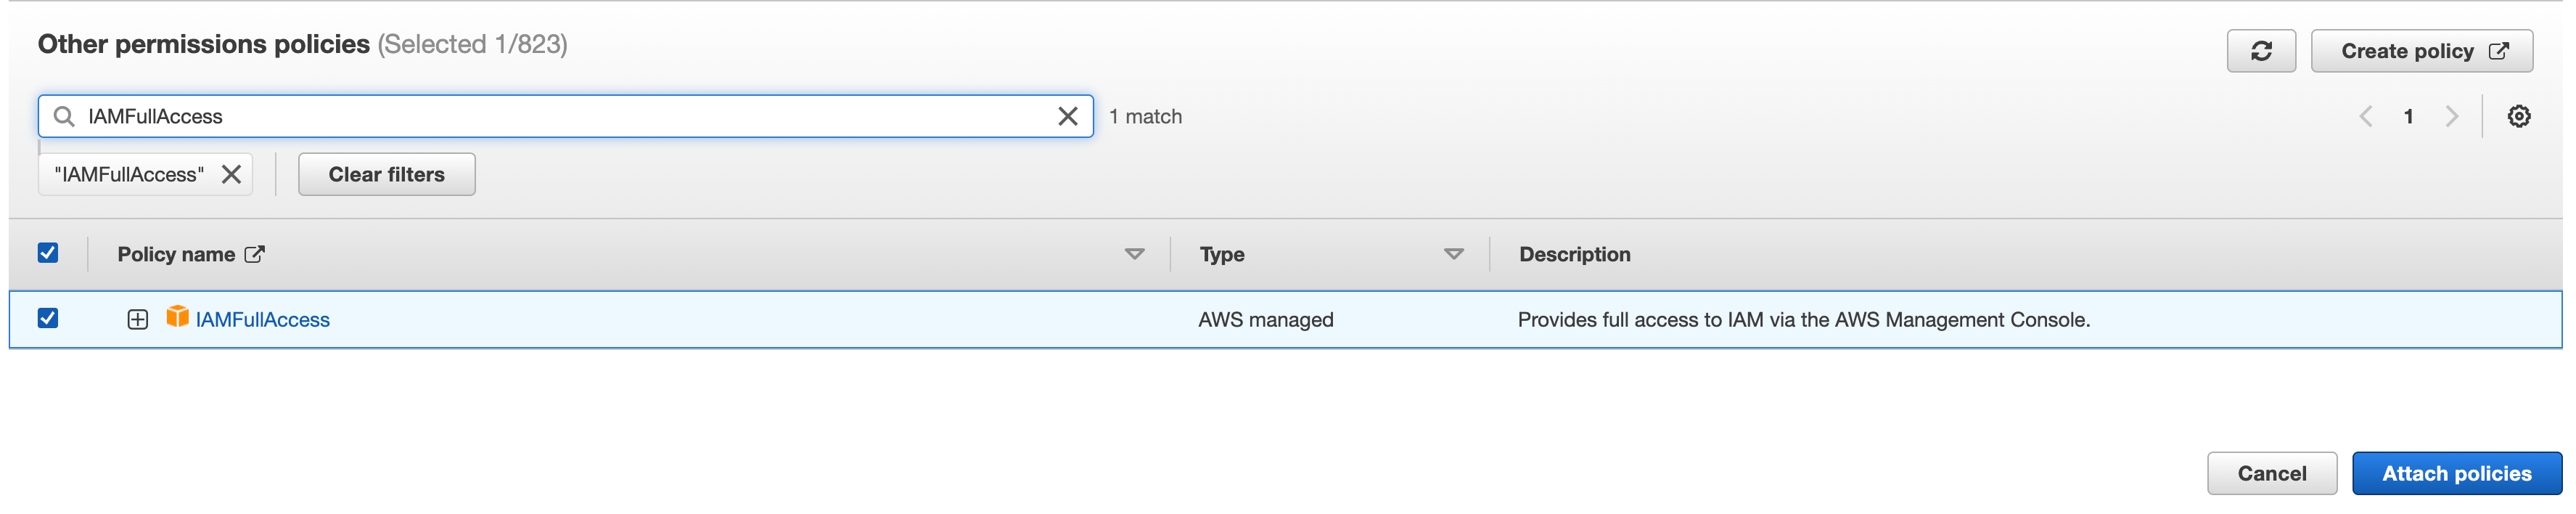 Other permissions policies (Selected 1/823)
Create policy
IAMFullAccess
1 match
1
"IAMFullAccess"
Clear filters
Policy name Type Description
IAMFullAccess AWS managed Provides full access to IAM via the AWS Management Console.
Cancel Attach policies